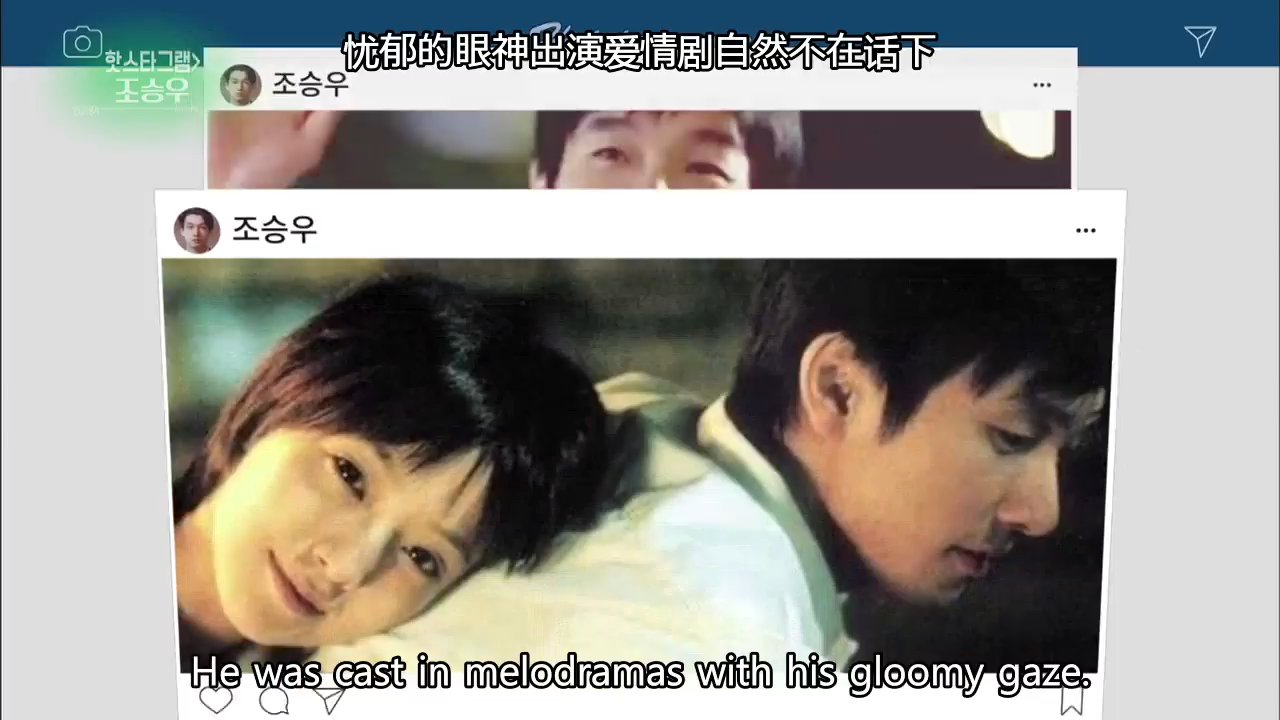 忧郁的眼神出演爱情剧自然不在话下
핫스타그램>
조승우
조승우
조승우
He was cast in melodramas with his gloomy gaze.